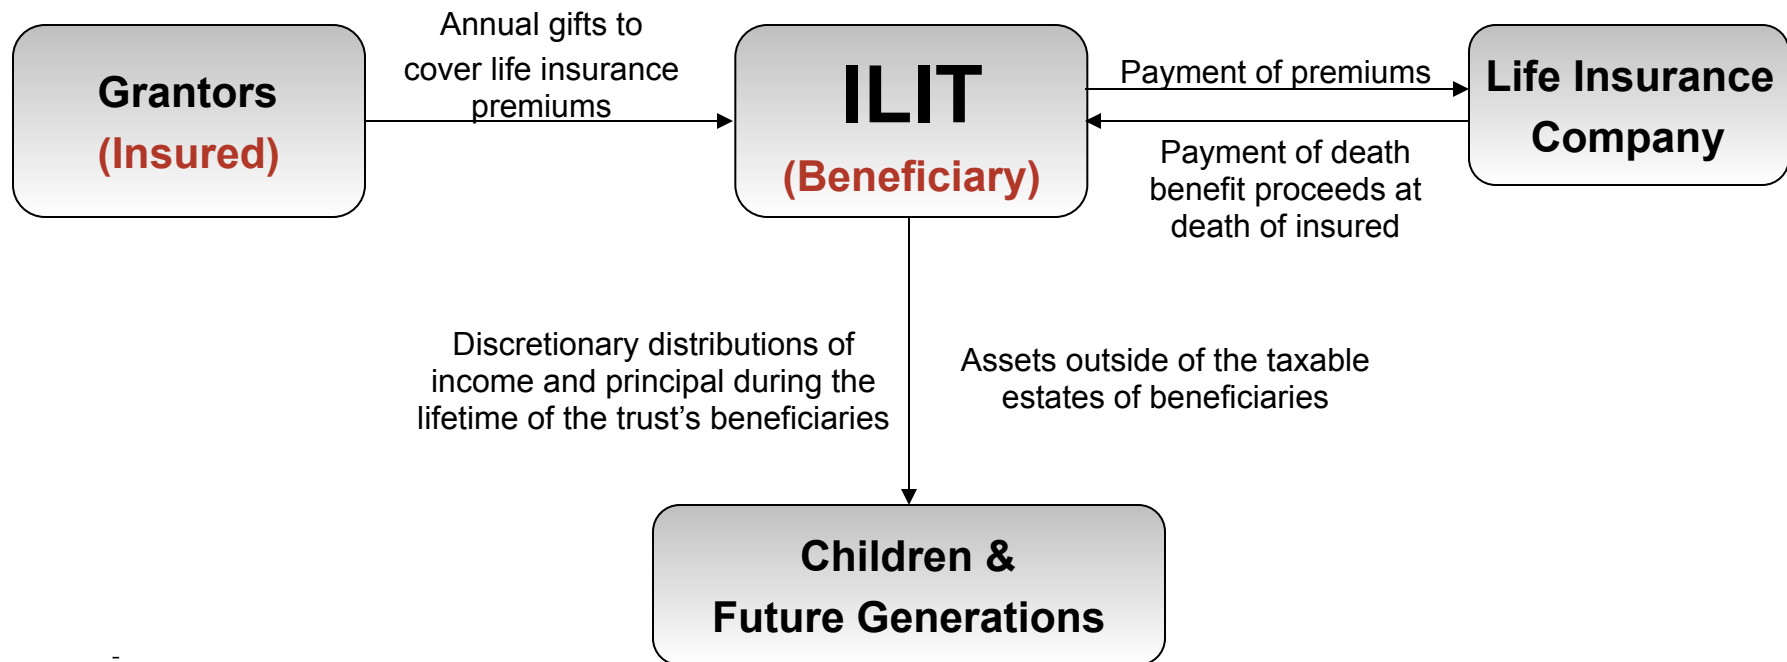 Grantors
(Insured)
Annual gifts to
cover life insurance
premiums
ILIT
(Beneficiary)
Payment of premiums
Payment of death
benefit proceeds at
death of insured
Life Insurance
Company
Discretionary distributions of
income and principal during the
lifetime of the trust’s beneficiaries
Assets outside of the taxable
estates of beneficiaries
Children &
Future Generations
-